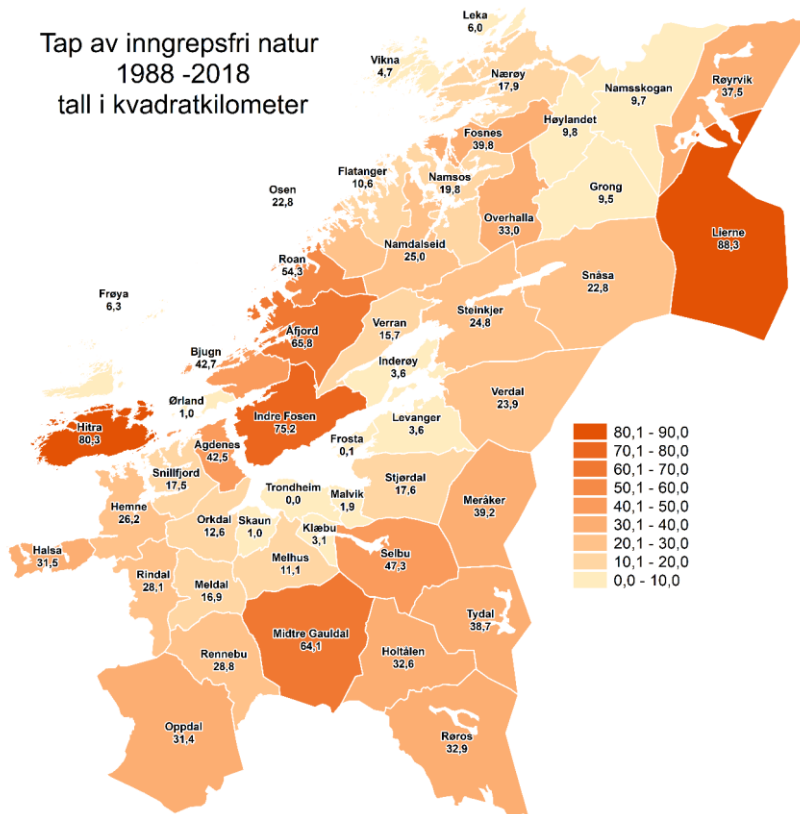 Tap av inngrepsfri natur
1988 -2018
tall i kvadratkilometer
Leka
6,0
Vikna
4,7
Nærøy
17,9
Namsskogan
9,7
Røyrvik
37,5
Høylandet
9,8
Fosnes
39,8
Flatanger
10,6
Namsos
19,8
Grong
9,5
Osen
22,8
Overhalla
33,0
Lierne
88,3
Namdalseid
25,0
Roan
54,3
Snåsa
22,8
Frøya
6,3
Steinkjer
24,8
Åfjord
65,8
Verran
15,7
Bjugn
42,7
Inderøy
3,6
Verdal
23,9
Ørland
1,0
Indre Fosen
75,2
Levanger
3,6
Hitra
80,3
Agdenes
42,5
Frosta
0,1
80,1 - 90,0
70,1 - 80,0
60,1 - 70,0
50,1 - 60,0
40,1 - 50,0
30,1 - 40,0
20,1 - 30,0
10,1 - 20,0
0,0 - 10,0
Snillfjord
17,5
Stjørdal
17,6
Trondheim
0,0
Malvik
1,9
Meråker
39,2
Hemne
26,2
Orkdal
12,6
Skaun
1,0
Klæbu
3,1
Halsa
31,5
Selbu
47,3
Melhus
11,1
Rindal
28,1
Meldal
16,9
Tydal
38,7
Midtre Gauldal
64,1
Rennebu
28,8
Holtålen
32,6
Oppdal
31,4
Røros
32,9